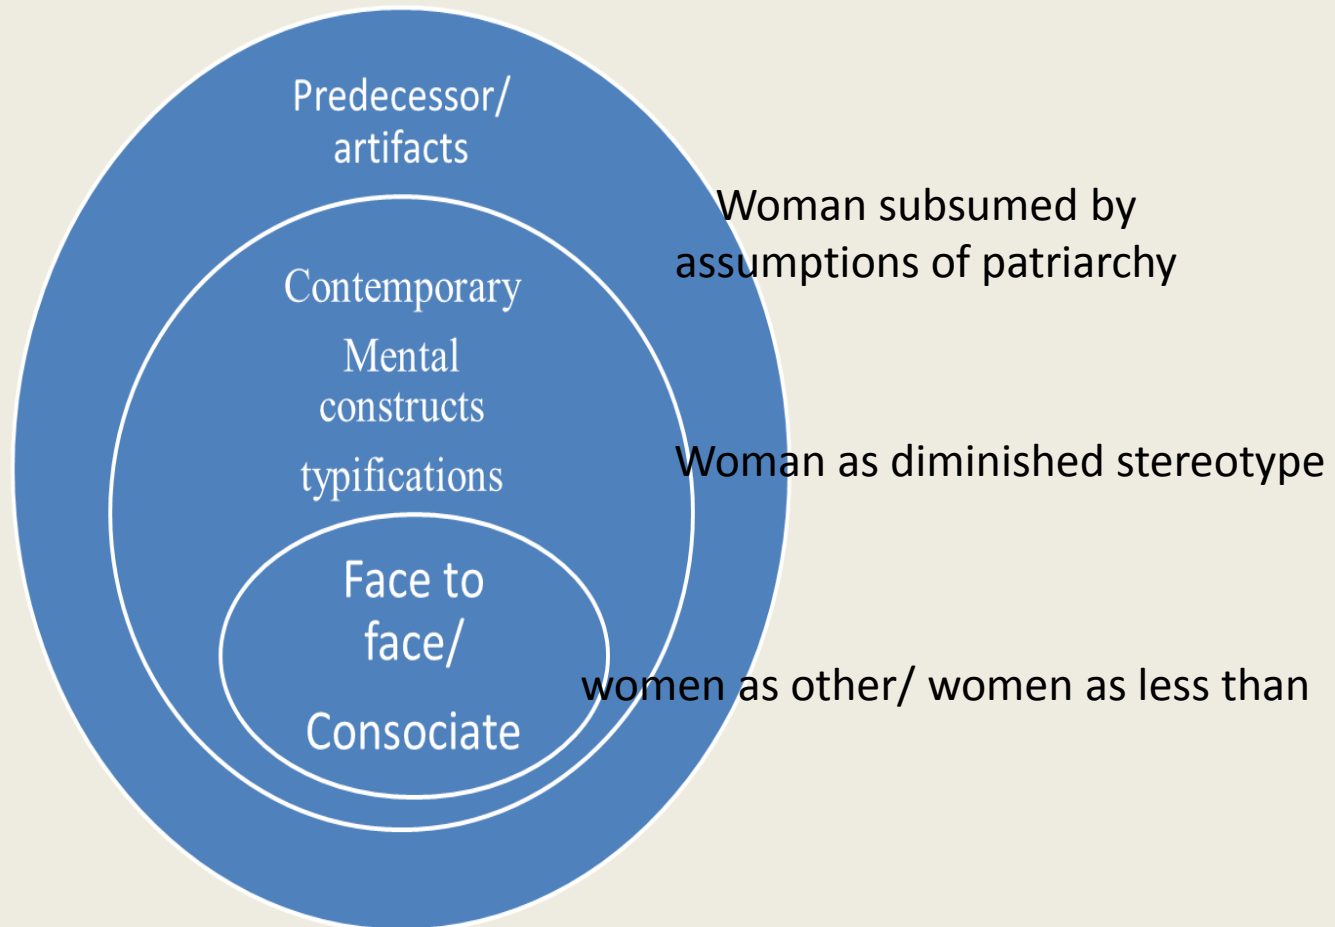 Predecessor/
artifacts
Woman subsumed by
assumptions of patriarchy
Contemporary
Mental
constructs
typifications
Woman as diminished stereotype
Face to
face/
Consociate
women as other/ women as less than